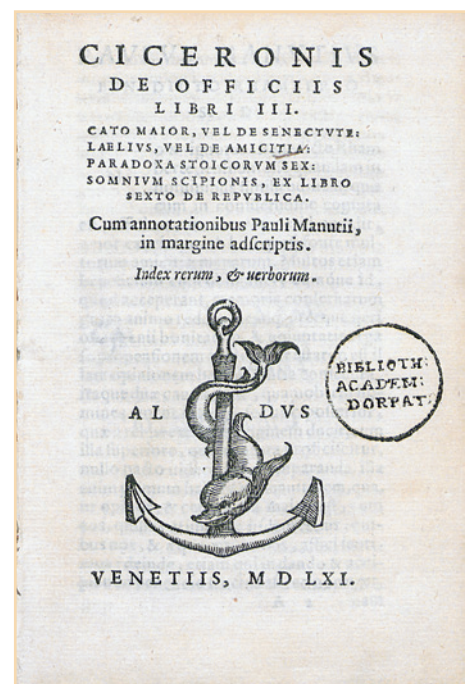 CICERONIS
DE OFFICIIS
LIBRI III.
CATO MAIOR, VEL DE SENECTVTE:
LAELIVS, VEL DE AMICITIA:
PARADOXA STOICORVM SEX:
SOMNIVM SCIPIONIS, EX LIBRO
SEXTO DE REPVBLICA.
Cum annotationibus Pauli Manutii,
in margine adscriptis.
Index rerum, & uerborum.
AL DVS
BIBLIOTH:
ACADEM:
DORPAT:
VENETIIS, M D LXI.